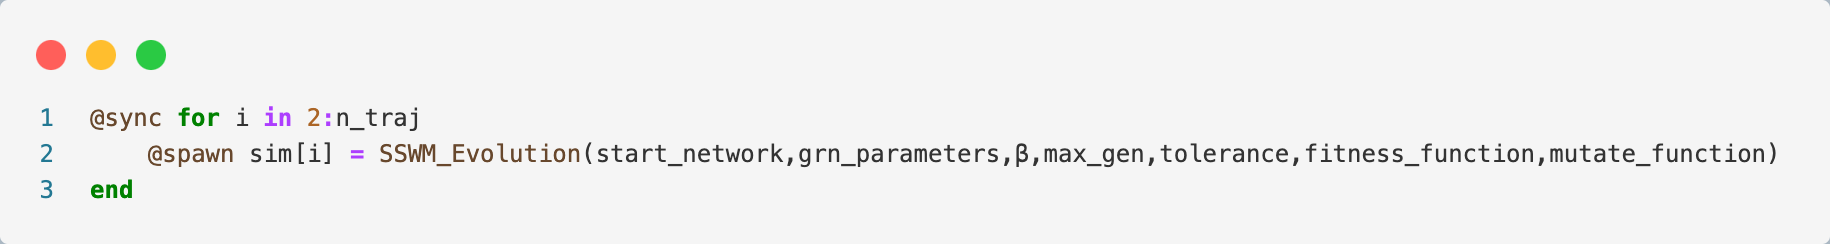 1 @sync for i in 2:n_traj
2 @spawn sim[i] = SSWM_Evolution(start_network,grn_parameters,β,max_gen,tolerance,fitness_function,mutate_function)
3 end